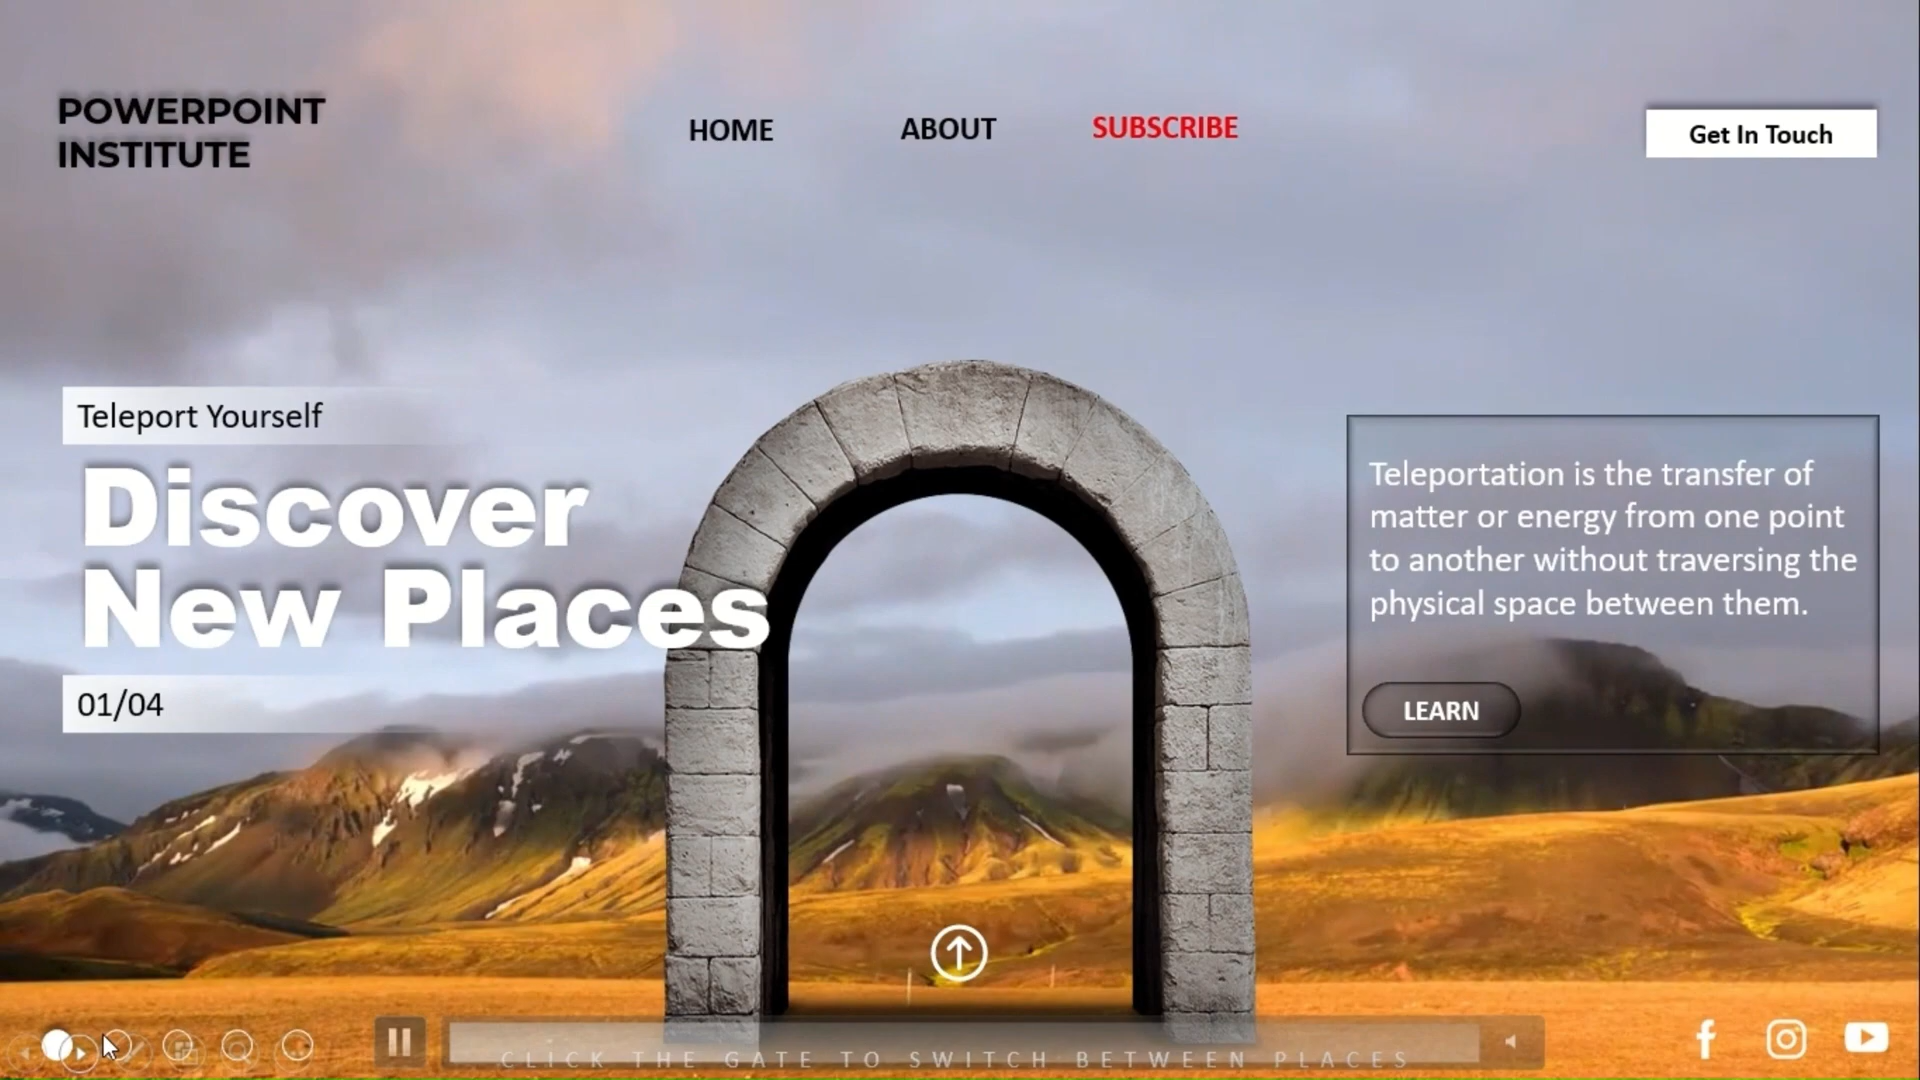 POWERPOINT
INSTITUTE
HOME
ABOUT
SUBSCRIBE
Get In Touch
Teleport Yourself
Discover
New Places
01/04
Teleportation is the transfer of
matter or energy from one point
to another without traversing the
physical space between them.
LEARN
CLICK THE GATE TO SWITCH BETWEEN PLACES